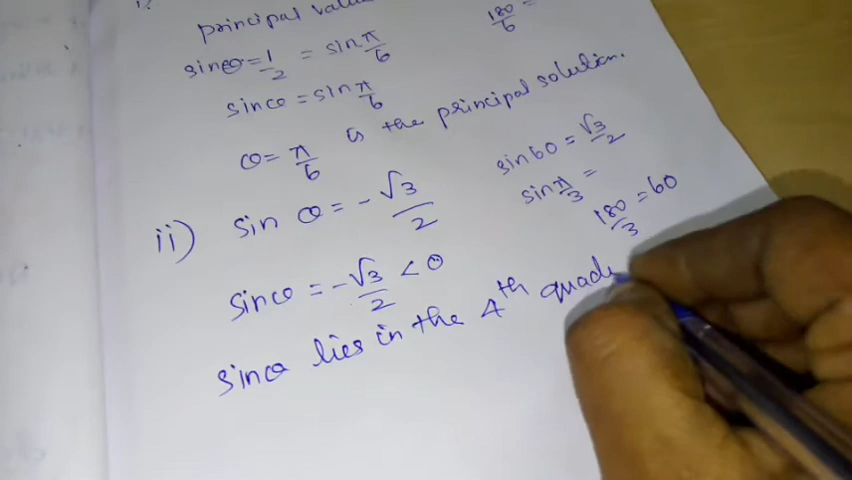 principal value
sinθ = 1/2 = sin π/6
180/6 =
sinθ = sin π/6
θ = π/6 is the principal solution.
ii) sin θ = - √3/2
sin60 = √3/2
sin π/3 =
180/3 = 60
sinθ = - √3/2 < 0
sinθ lies in the 4th quad